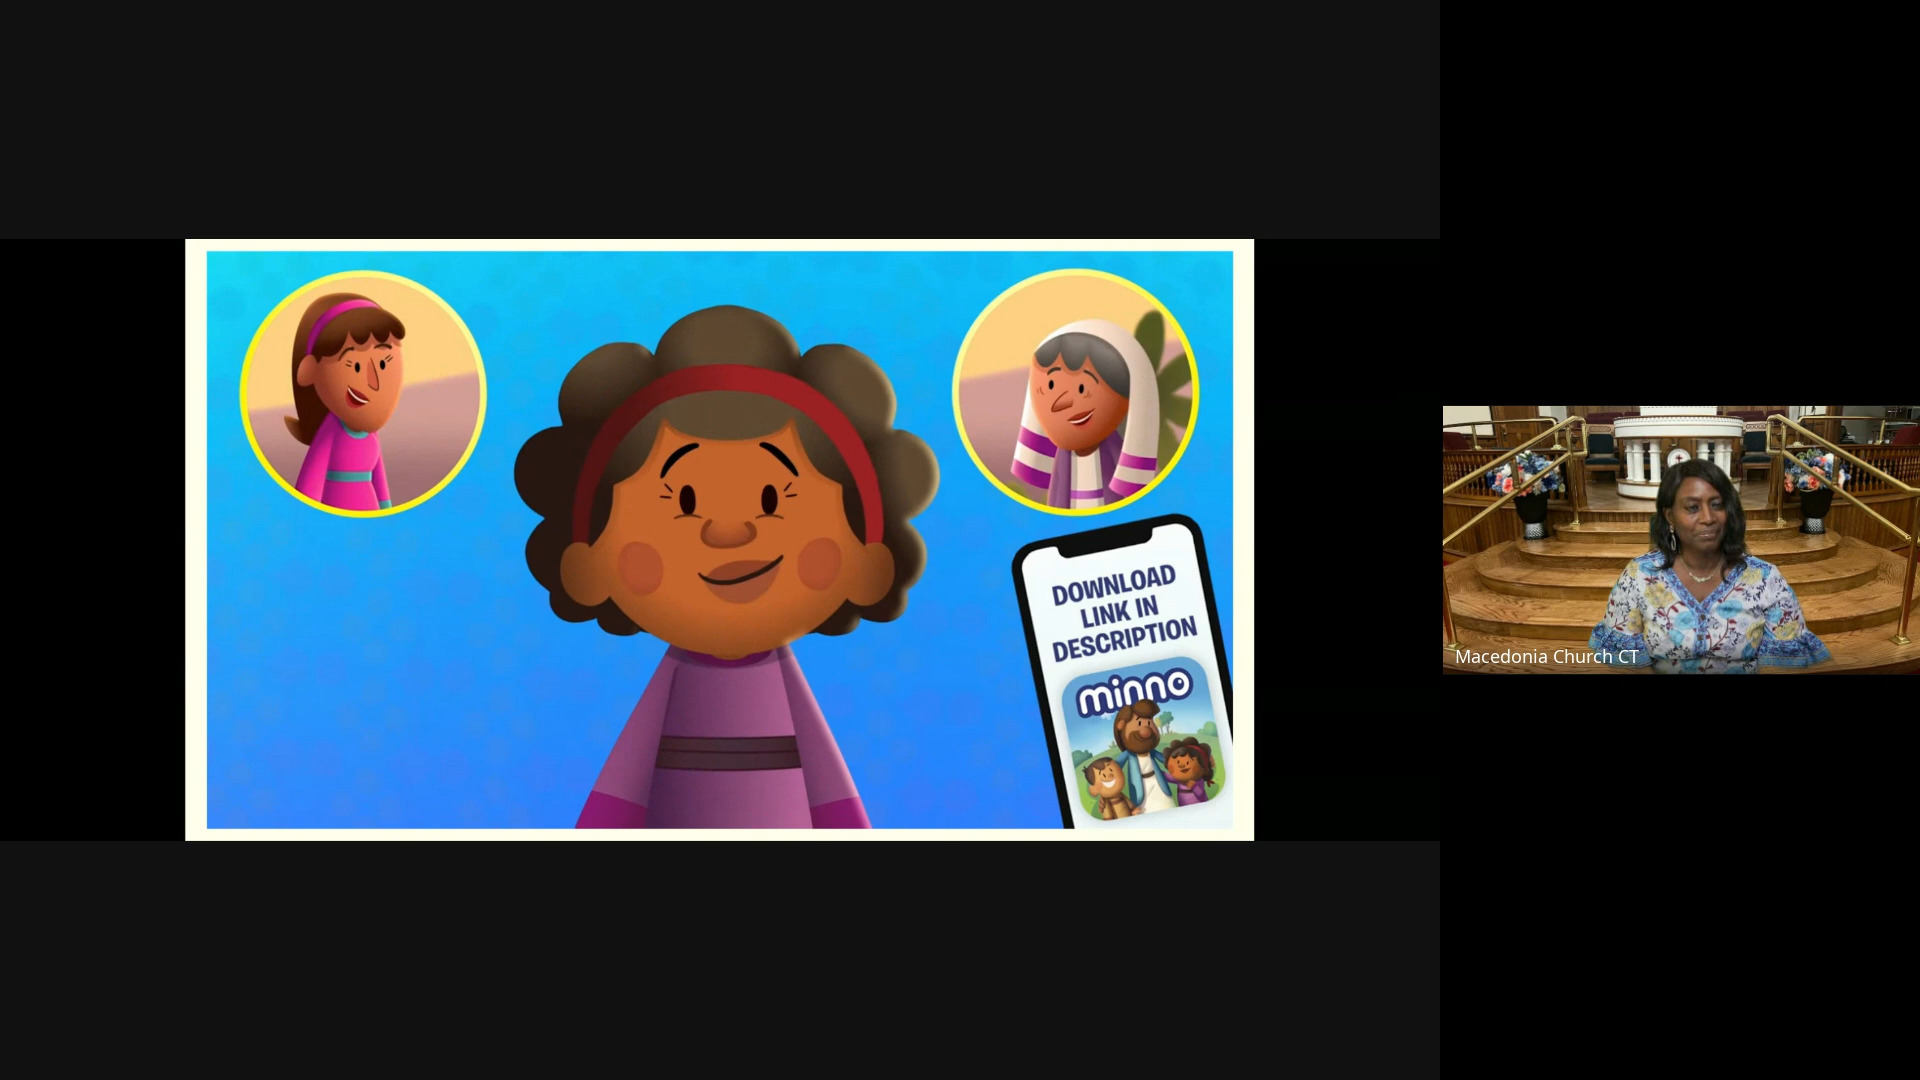 DOWNLOAD
LINK IN
DESCRIPTION
minno
Macedonia Church CT